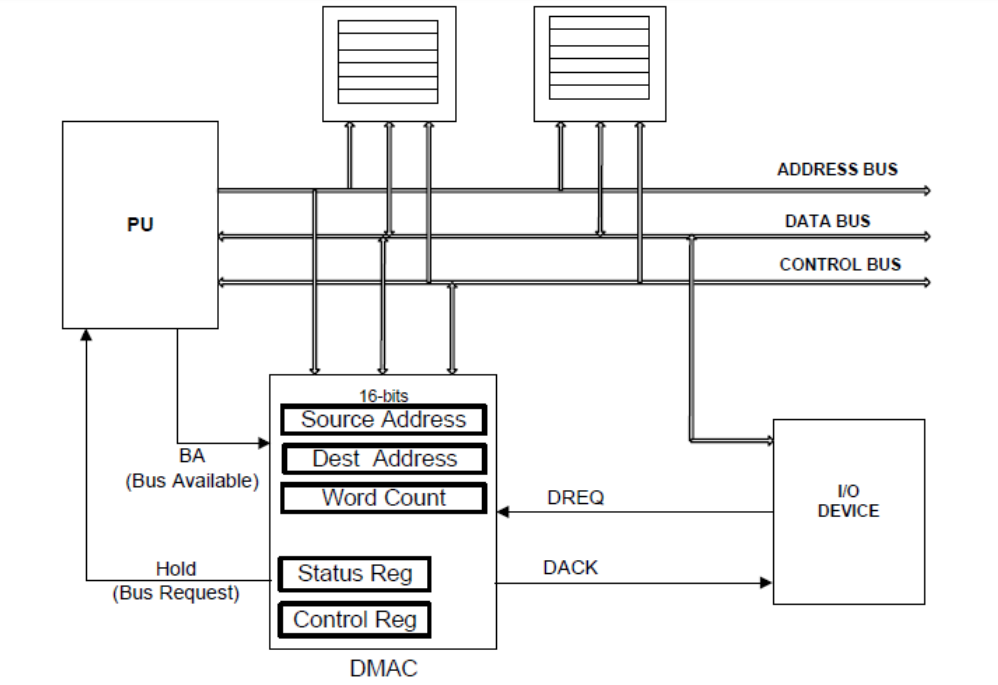 ADDRESS BUS
PU
DATA BUS
CONTROL BUS
16-bits
Source Address
BA
(Bus Available)
Dest Address
Word Count
DREQ
I/O
DEVICE
Hold
(Bus Request)
Status Reg
DACK
Control Reg
DMAC